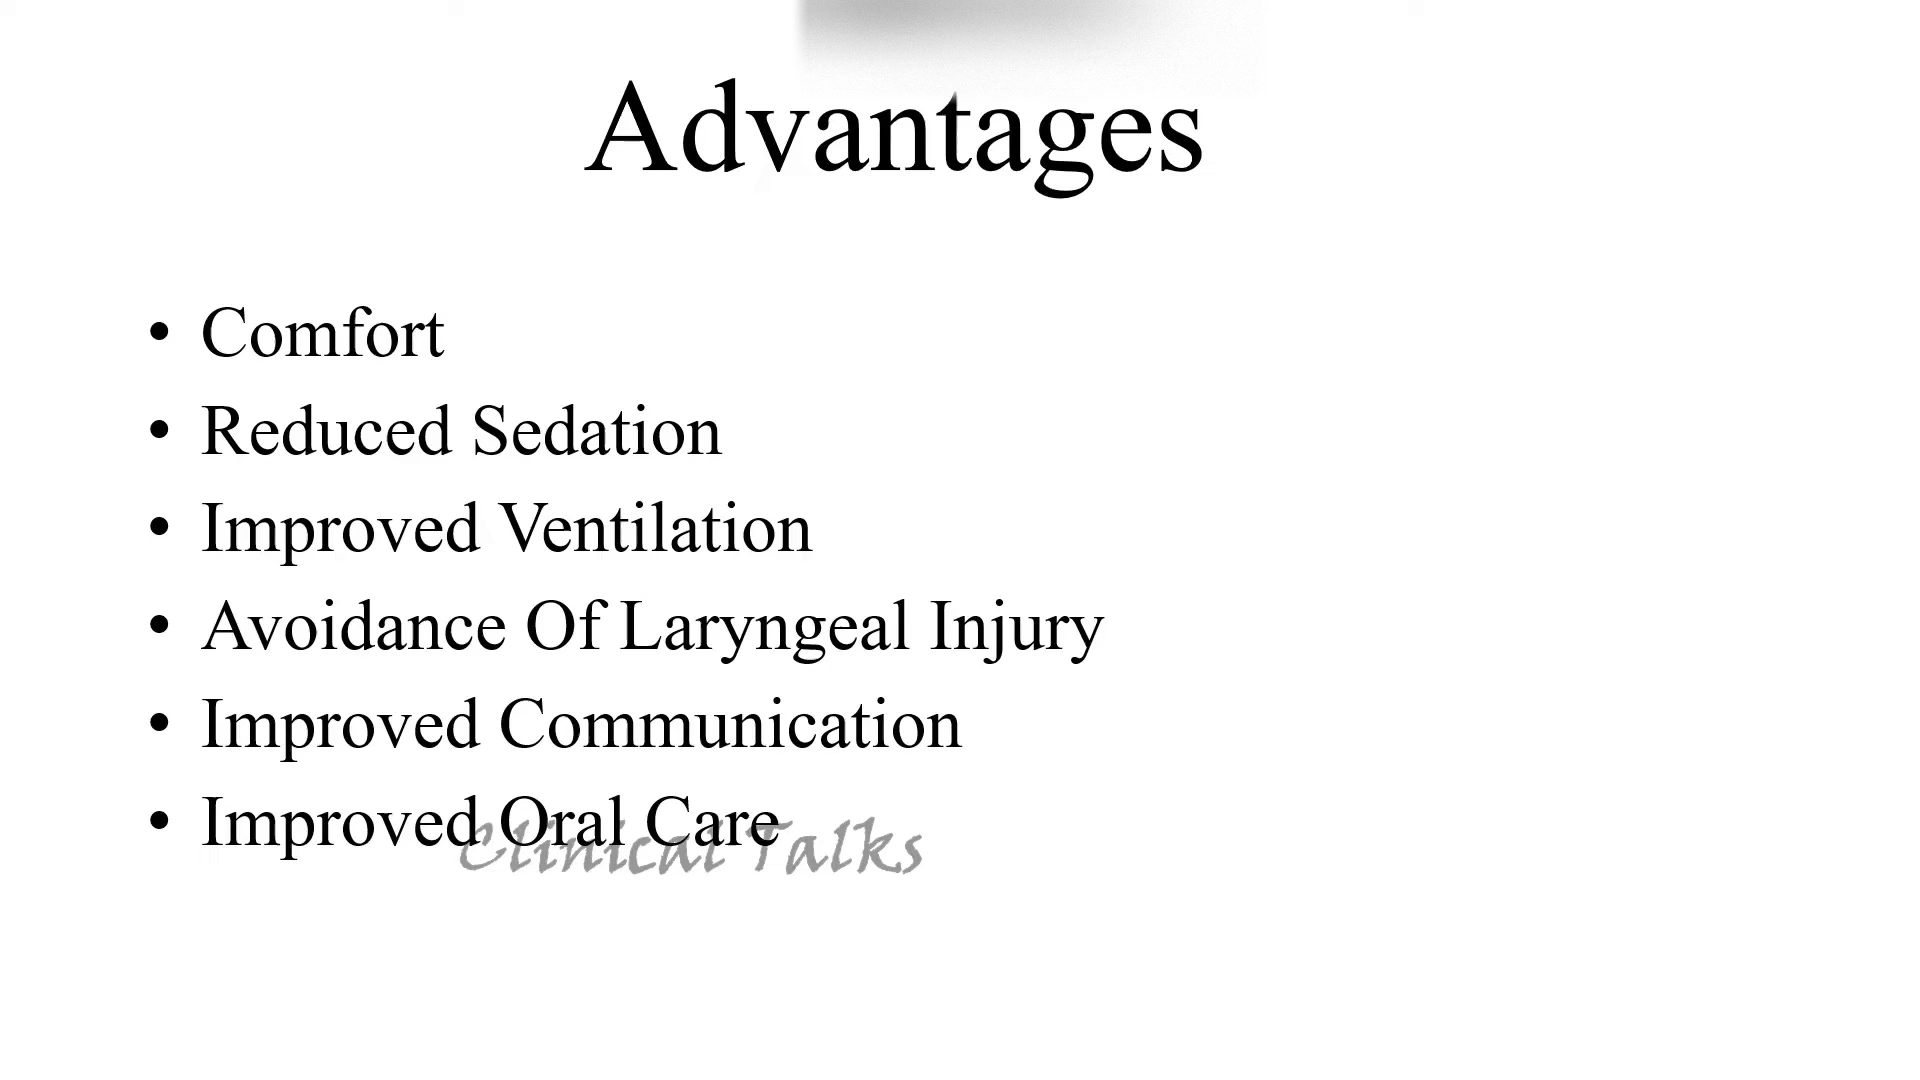 Advantages
• Comfort
• Reduced Sedation
• Improved Ventilation
• Avoidance Of Laryngeal Injury
• Improved Communication
• Improved Oral Care
Clinical Talks